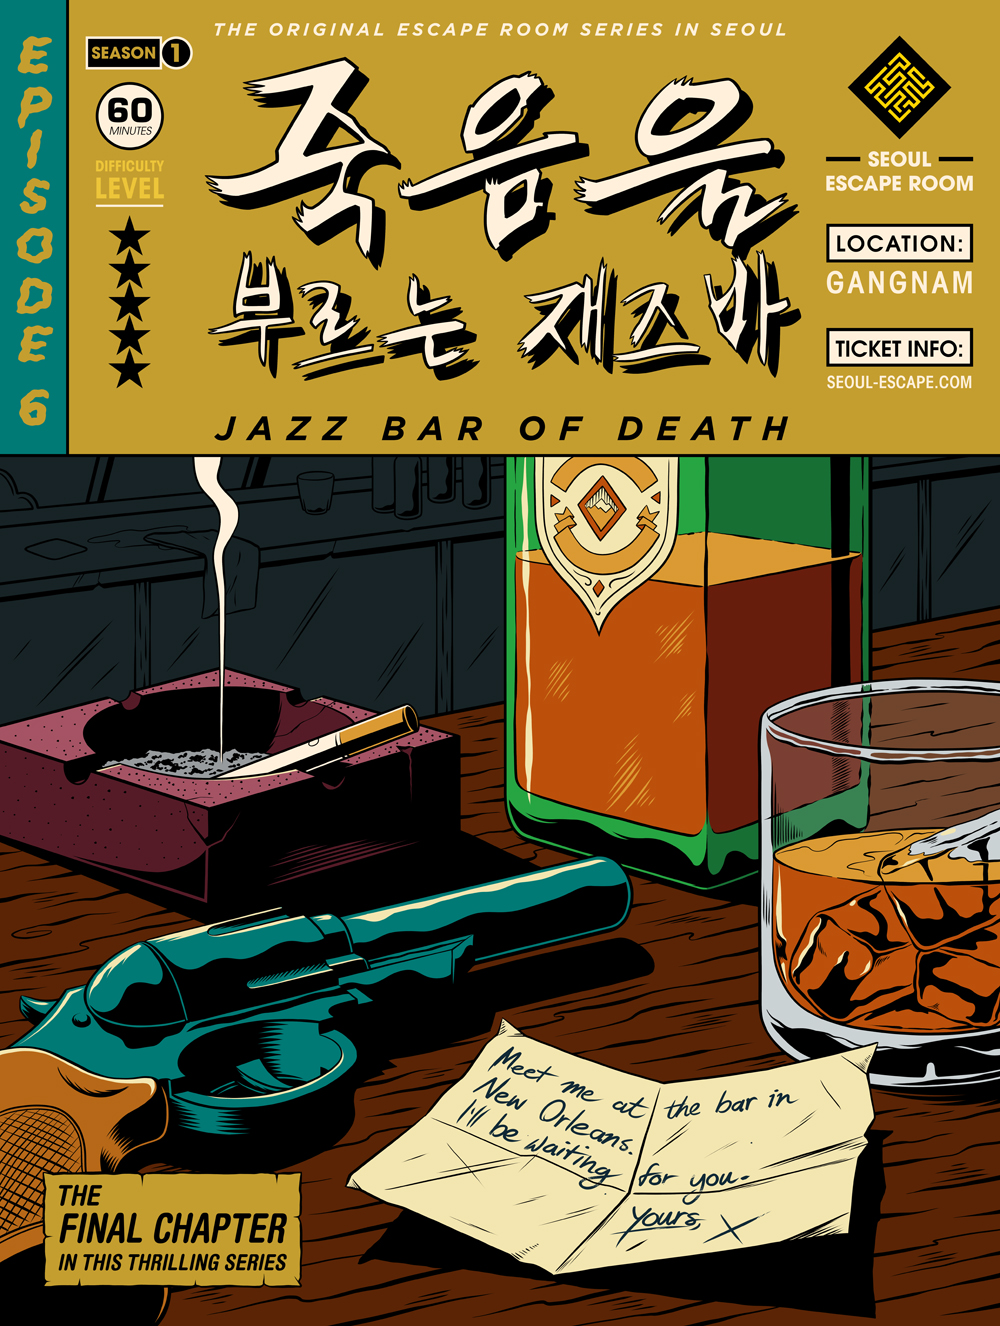 EPISODE 6
SEASON 1
60
MINUTES
DIFFICULTY
LEVEL
THE ORIGINAL ESCAPE ROOM SERIES IN SEOUL
죽음을
부르는 재즈바
JAZZ BAR OF DEATH
SEOUL
ESCAPE ROOM
LOCATION:
GANGNAM
TICKET INFO:
SEOUL-ESCAPE.COM
Meet me at the bar in
New Orleans.
I'll be waiting for you.
Yours, X
THE
FINAL CHAPTER
IN THIS THRILLING SERIES